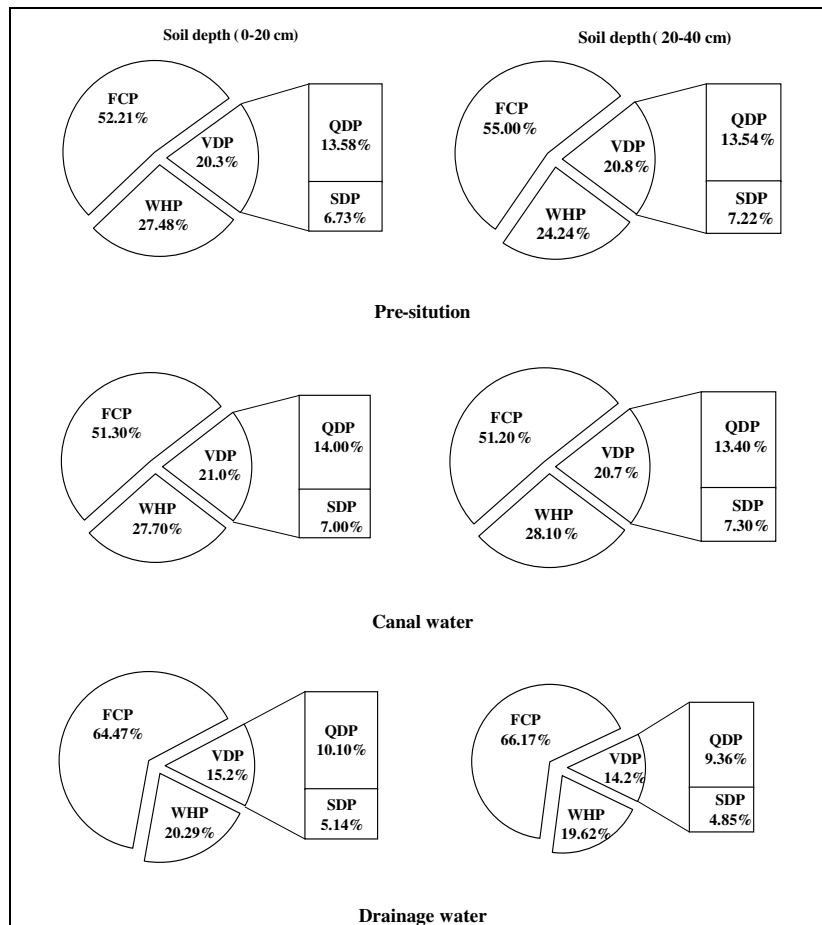 Soil depth ( 0-20 cm)
Soil depth ( 20-40 cm)
FCP
52.21%
VDP
20.3%
WHP
27.48%
QDP
13.58%
SDP
6.73%
FCP
55.00%
VDP
20.8%
WHP
24.24%
QDP
13.54%
SDP
7.22%
Pre-sitution
FCP
51.30%
VDP
21.0%
WHP
27.70%
QDP
14.00%
SDP
7.00%
FCP
51.20%
VDP
20.7%
WHP
28.10%
QDP
13.40%
SDP
7.30%
Canal water
FCP
64.47%
VDP
15.2%
WHP
20.29%
QDP
10.10%
SDP
5.14%
FCP
66.17%
VDP
14.2%
WHP
19.62%
QDP
9.36%
SDP
4.85%
Drainage water